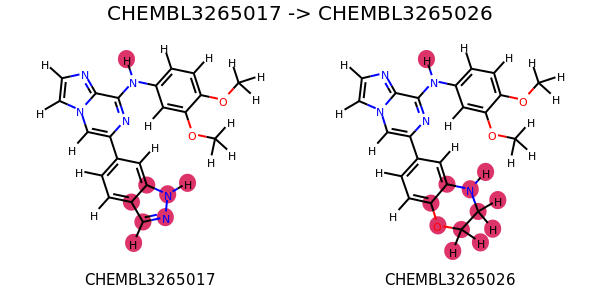 CHEMBL3265017 -> CHEMBL3265026
H H H H
H N N H
H N O H
H N H O H
H H H
H H
H N H
H N
H
H H H H
H N N H
H N O H
H N H O H
H H H
H H H
H N H
H O H
H H
CHEMBL3265017 CHEMBL3265026